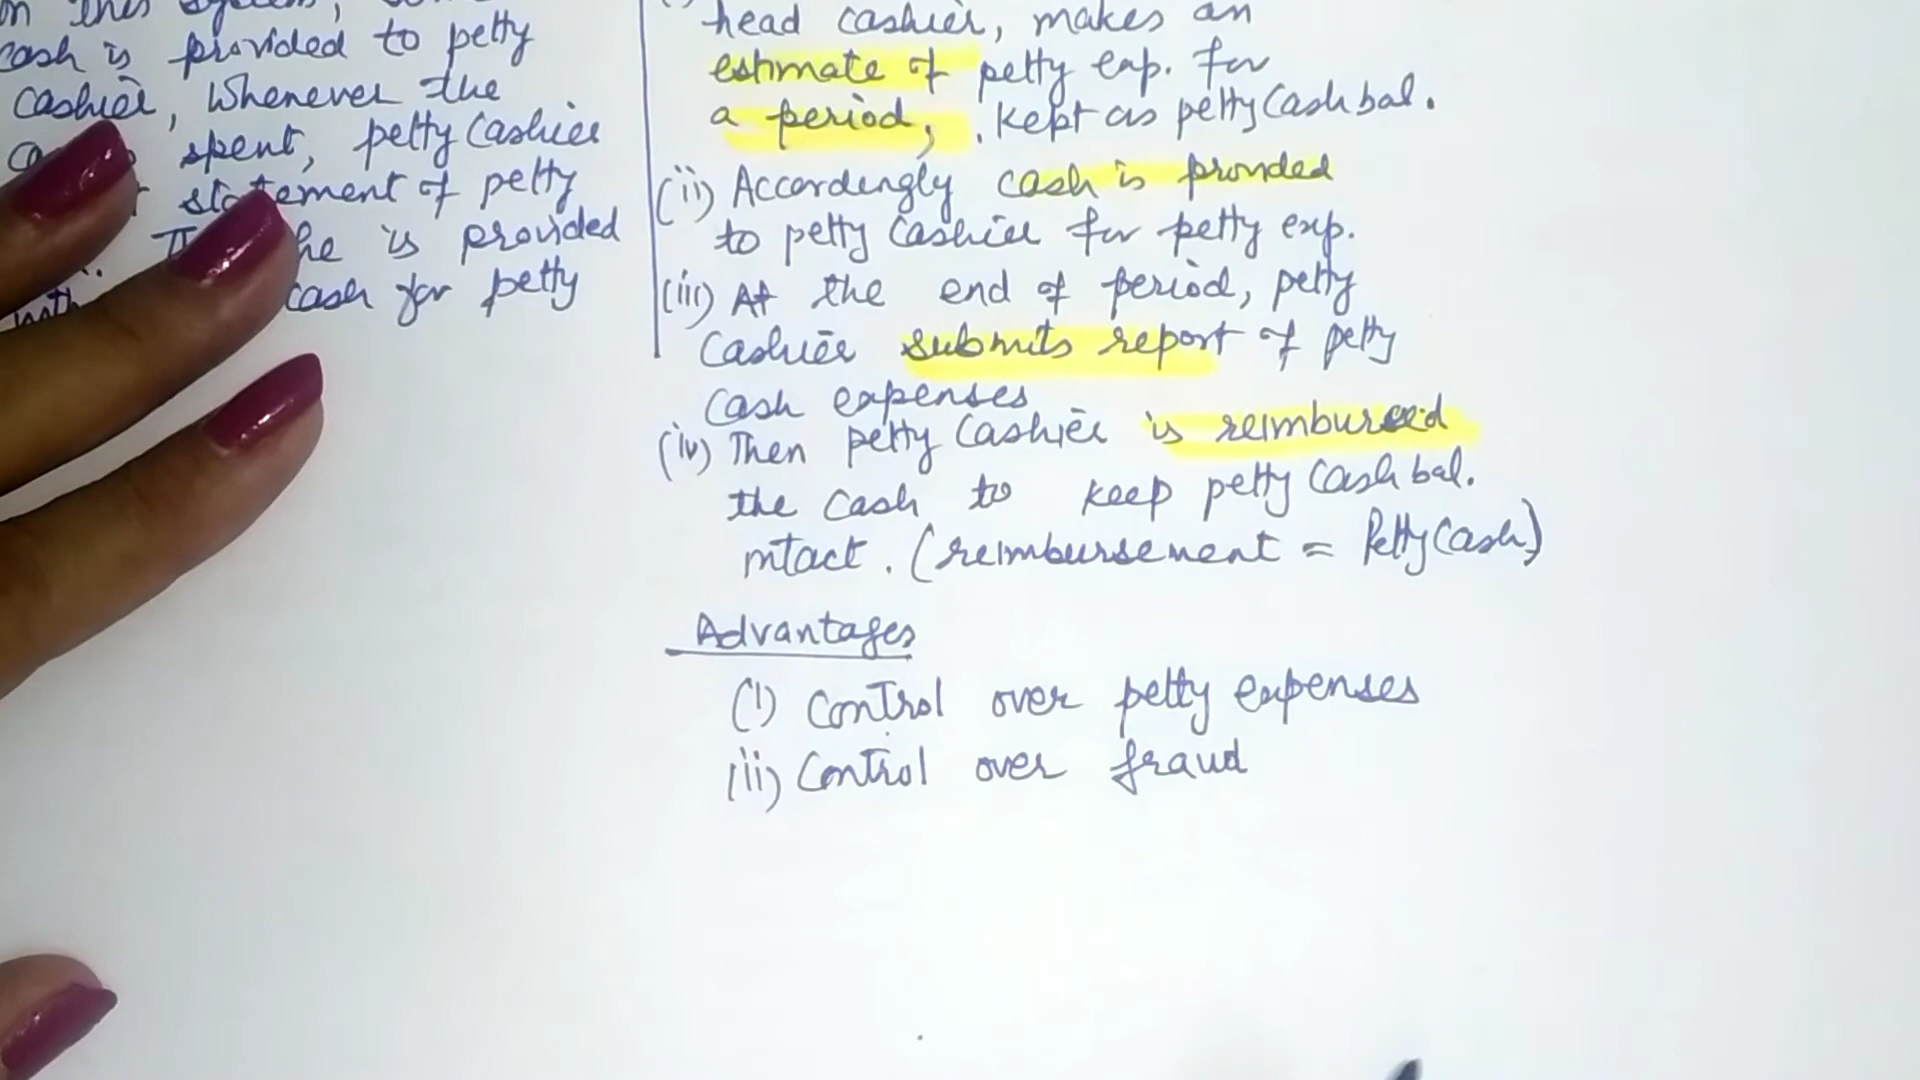 this system,
cash is provided to petty
Cashier, Whenever the
spent, petty Cashier
statement of petty
he is provided
cash for petty
head cashier, makes an
estimate of petty exp. for
a period, . Kept as petty Cash bal.
(ii) Accordingly cash is provided
to petty Cashier for petty exp.
(iii) At the end of period, petty
Cashier submits report of petty
Cash expenses
(iv) Then petty Cashier is reimbursed
the cash to keep petty Cash bal.
intact. (reimbursement = Petty Cash)
Advantages
(i) Control over petty expenses
(ii) Control over fraud